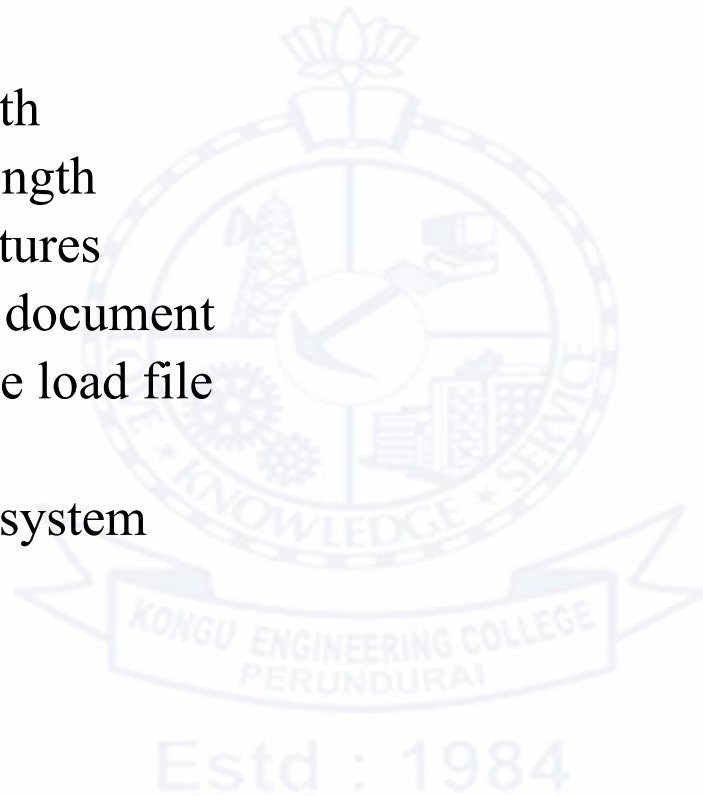 th
ngth
tures
document
e load file
system
KNOWLEDGE ★ SERVICE
KONGU ENGINEERING COLLEGE
PERUNDURAI
Estd : 1984